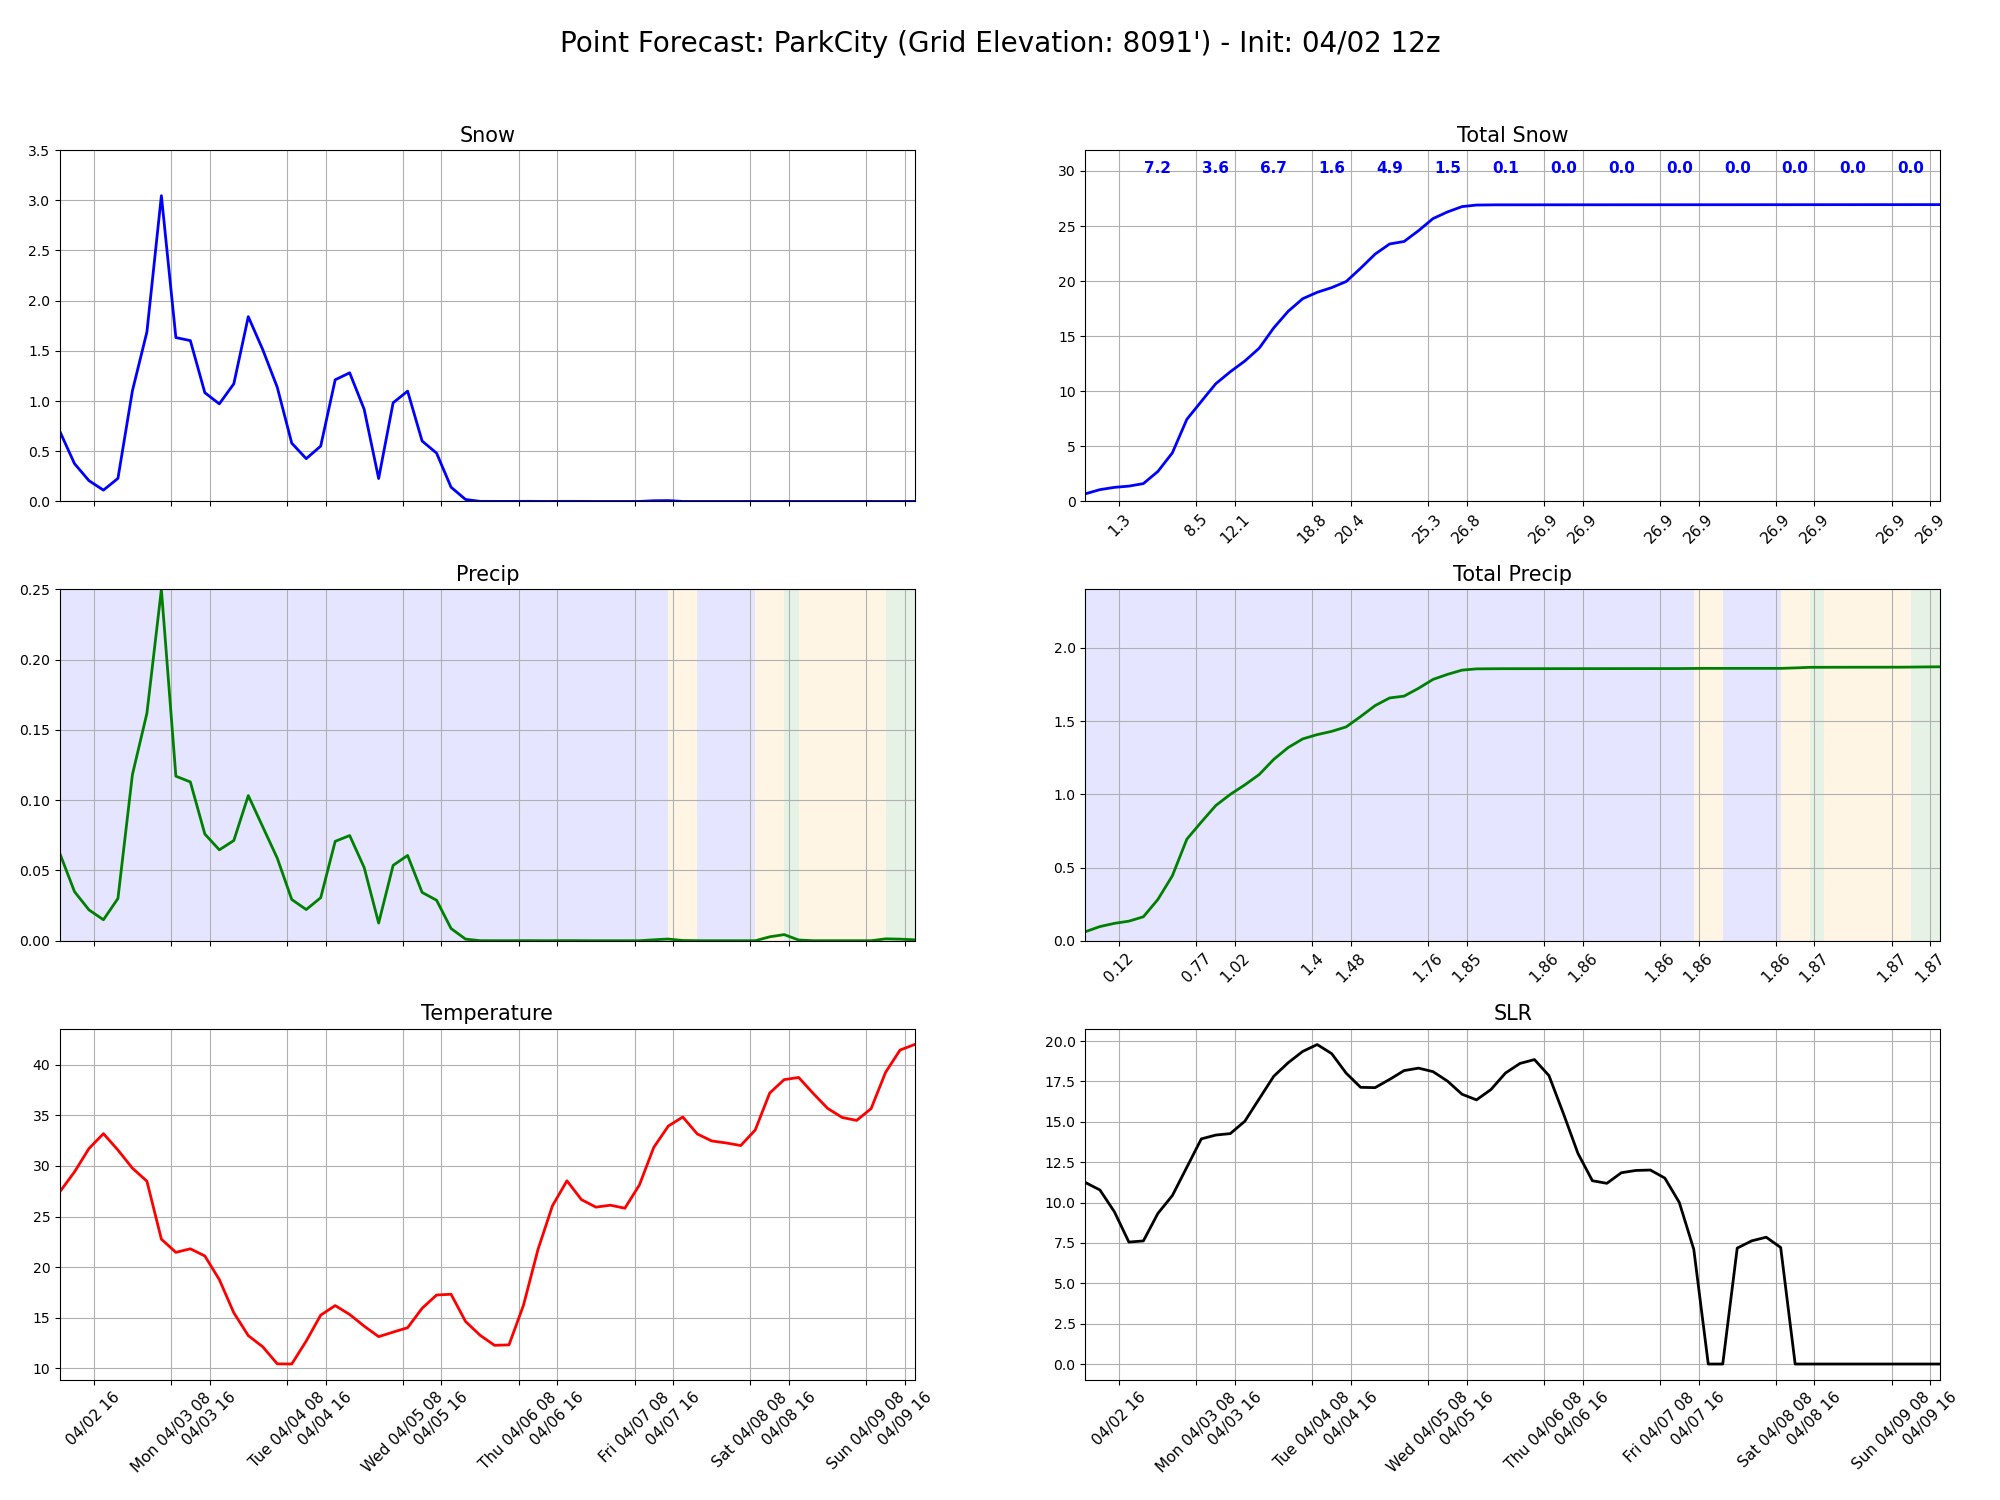 Point Forecast: ParkCity (Grid Elevation: 8091') - Init: 04/02 12z
Snow
3.5
3.0
2.5
2.0
1.5
1.0
0.5
0.0
Total Snow
7.2 3.6 6.7 1.6 4.9 1.5 0.1 0.0 0.0 0.0 0.0 0.0 0.0 0.0
30
25
20
15
10
5
0
1.3 8.5 12.1 18.8 20.4 25.3 26.8 26.9 26.9 26.9 26.9 26.9 26.9 26.9 26.9
Precip
0.25
0.20
0.15
0.10
0.05
0.00
Total Precip
2.0
1.5
1.0
0.5
0.0
0.12 0.77 1.02 1.4 1.48 1.76 1.85 1.86 1.86 1.86 1.86 1.86 1.87 1.87 1.87
Temperature
40
35
30
25
20
15
10
04/02 16
Mon 04/03 08
04/03 16
Tue 04/04 08
04/04 16
Wed 04/05 08
04/05 16
Thu 04/06 08
04/06 16
Fri 04/07 08
04/07 16
Sat 04/08 08
04/08 16
Sun 04/09 08
04/09 16
SLR
20.0
17.5
15.0
12.5
10.0
7.5
5.0
2.5
0.0
04/02 16
Mon 04/03 08
04/03 16
Tue 04/04 08
04/04 16
Wed 04/05 08
04/05 16
Thu 04/06 08
04/06 16
Fri 04/07 08
04/07 16
Sat 04/08 08
04/08 16
Sun 04/09 08
04/09 16